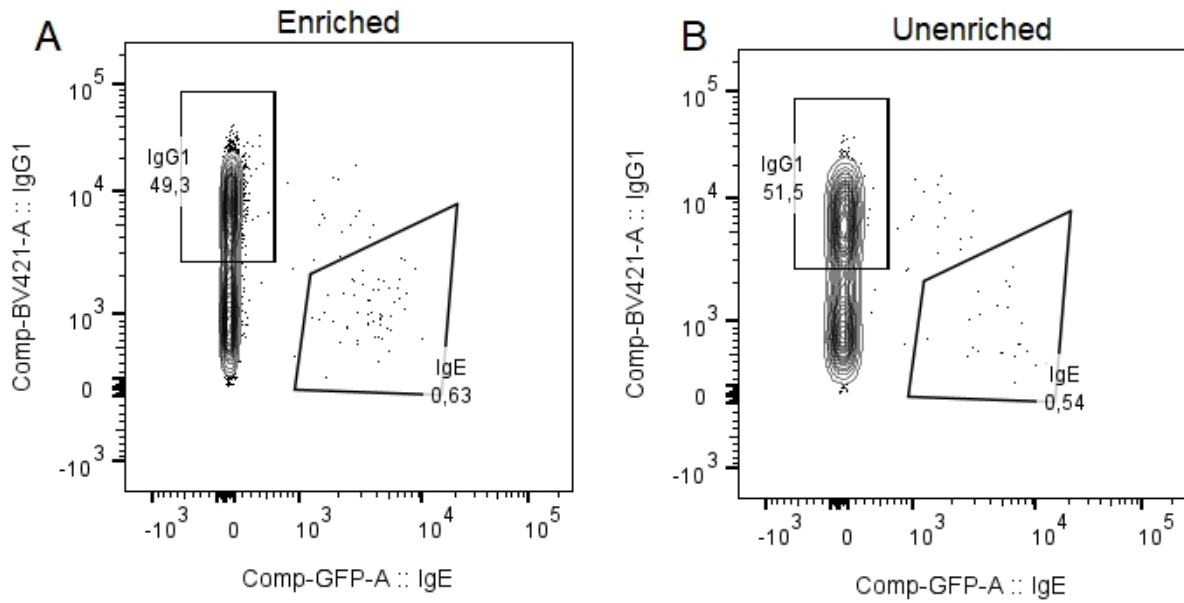 A
Enriched
Comp-BV421-A :: IgG1
10^5
10^4
10^3
0
-10^3
IgG1
49,3
IgE
0,63
-10^3
0
10^3
10^4
10^5
Comp-GFP-A :: IgE
B
Unenriched
Comp-BV421-A :: IgG1
10^5
10^4
10^3
0
-10^3
IgG1
51,5
IgE
0,54
-10^3
0
10^3
10^4
10^5
Comp-GFP-A :: IgE